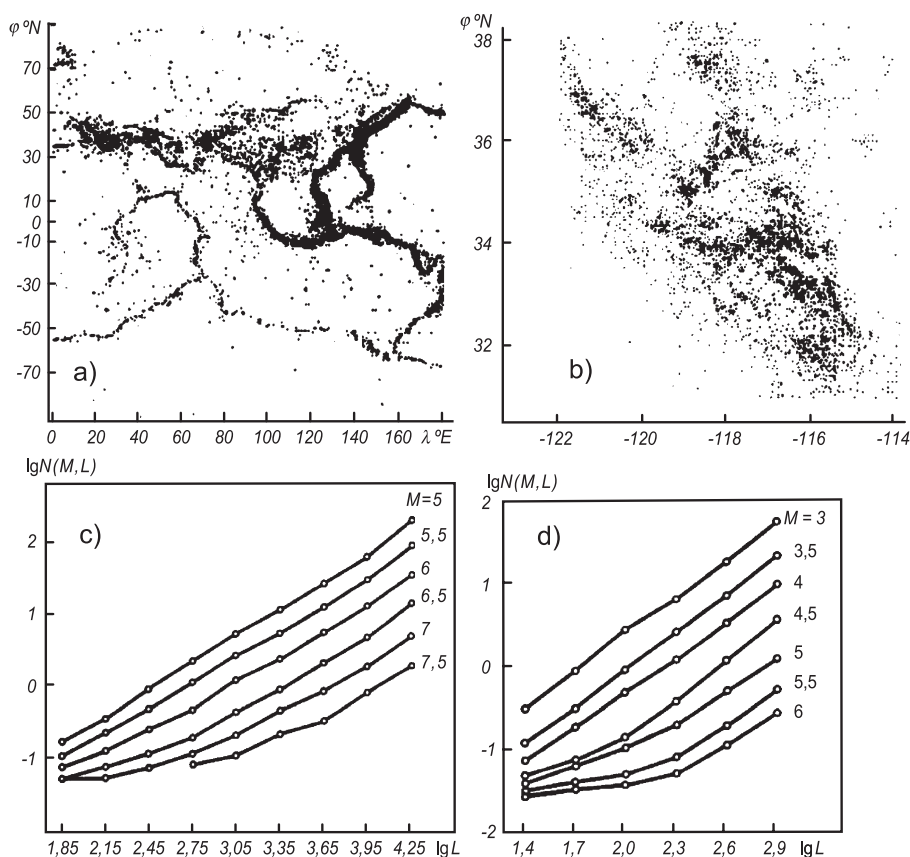 φ ºN
70
50
30
10
0
-10
-30
-50
-70
a)
0 20 40 60 80 100 120 140 160 λ ºE
φ ºN
38
36
34
32
b)
-122 -120 -118 -116 -114
lgN(M,L)
2
1
0
-1
c)
M=5
5,5
6
6,5
7
7,5
1,85 2,15 2,45 2,75 3,05 3,35 3,65 3,95 4,25 lgL
lgN(M,L)
2
1
0
-1
-2
d)
M = 3
3,5
4
4,5
5
5,5
6
1,4 1,7 2,0 2,3 2,6 2,9 lgL